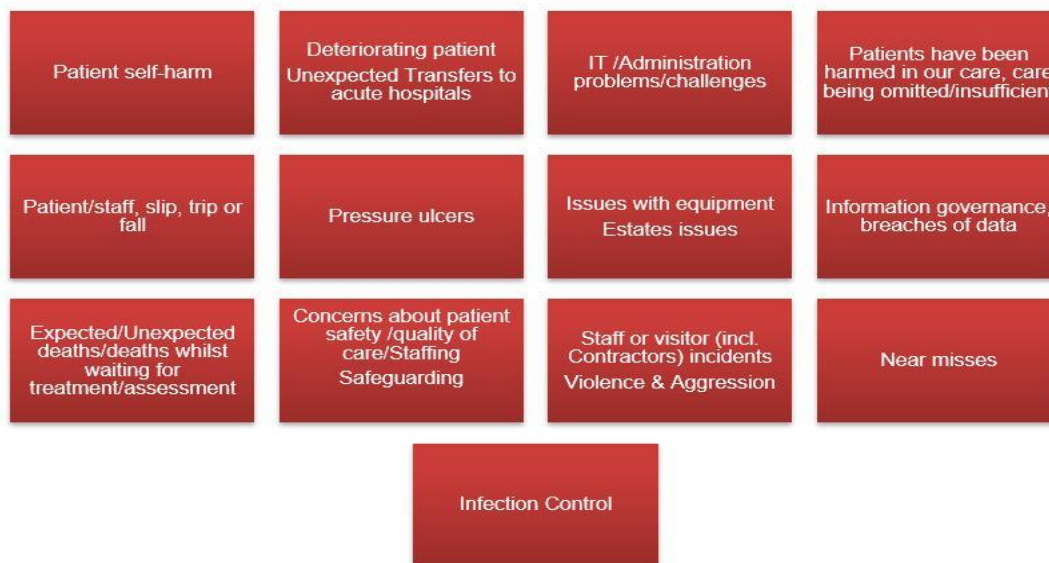 Patient self-harm
Deteriorating patient
Unexpected Transfers to
acute hospitals
IT /Administration
problems/challenges
Patients have been
harmed in our care, care
being omitted/insufficient
Patient/staff, slip, trip or
fall
Pressure ulcers
Issues with equipment
Estates issues
Information governance,
breaches of data
Expected/Unexpected
deaths/deaths whilst
waiting for
treatment/assessment
Concerns about patient
safety /quality of
care/Staffing
Safeguarding
Staff or visitor (incl.
Contractors) incidents
Violence & Aggression
Near misses
Infection Control